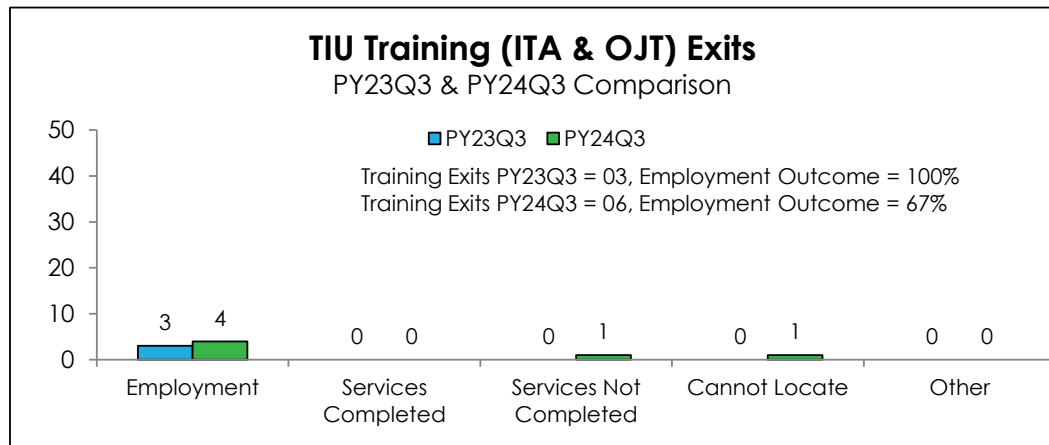 TIU Training (ITA & OJT) Exits
PY23Q3 & PY24Q3 Comparison
PY23Q3 PY24Q3
Training Exits PY23Q3 = 03, Employment Outcome = 100%
Training Exits PY24Q3 = 06, Employment Outcome = 67%
50
40
30
20
10
0
3 4 0 0 0 1 0 1 0 0
Employment
Services
Completed
Services Not
Completed
Cannot Locate
Other